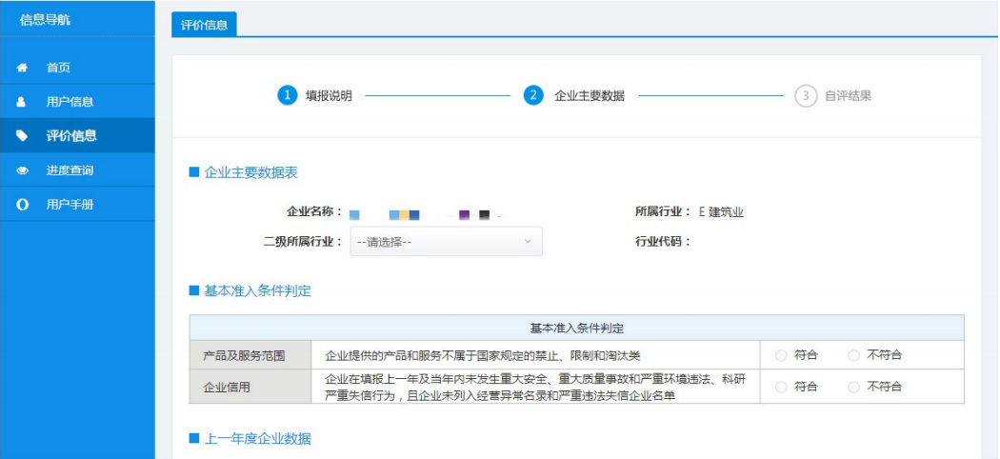 信息导航
评价信息
首页
用户信息
评价信息
进度查询
用户手册
1 填报说明
2 企业主要数据
3 自评结果
企业主要数据表
企业名称：
所属行业： E 建筑业
二级所属行业： --请选择--
行业代码：
基本准入条件判定
基本准入条件判定
产品及服务范围 企业提供的产品和服务不属于国家规定的禁止、限制和淘汰类 符合 不符合
企业信用 企业在填报上一年及当年内未发生重大安全、重大质量事故和严重环境违法、科研
严重失信行为，且企业未列入经营异常名录和严重违法失信企业名单 符合 不符合
上一年度企业数据